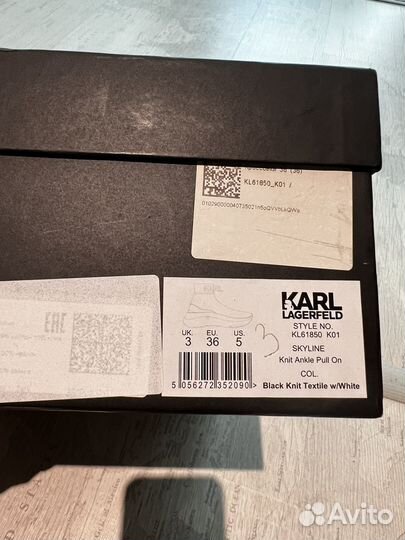 KL61850_K01 /
KARL
LAGERFELD
STYLE NO.
KL61850 K01
SKYLINE
Knit Ankle Pull On
COL.
Black Knit Textile w/White
UK. EU. US.
3 36 5
3
5 056272 352090 >
EAC
Avito